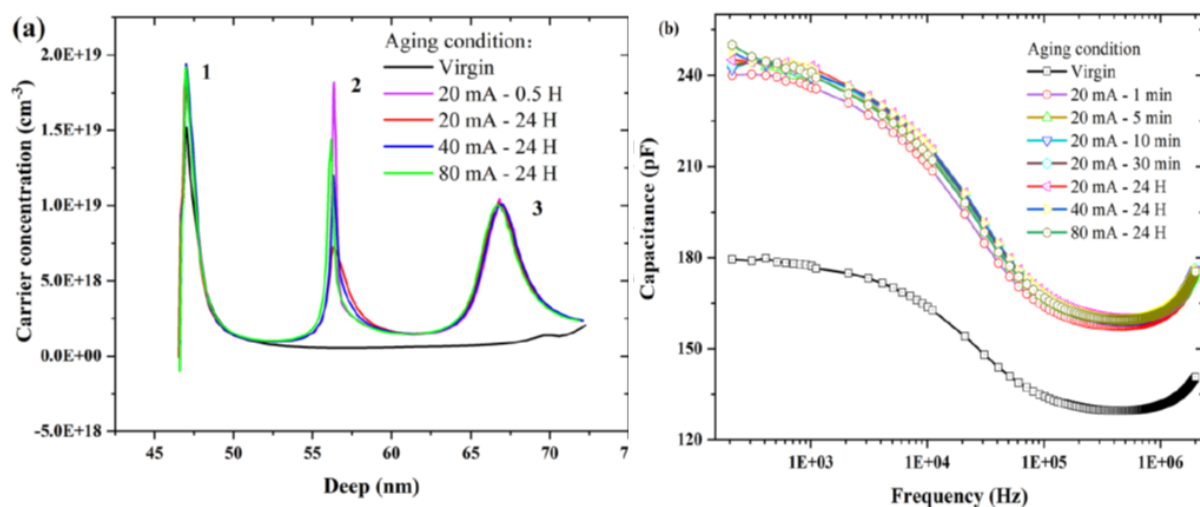 (a)
Carrier concentration (cm-3)
2.0E+19
1.5E+19
1.0E+19
5.0E+18
0.0E+00
-5.0E+18
1
2
3
Aging condition:
Virgin
20 mA - 0.5 H
20 mA - 24 H
40 mA - 24 H
80 mA - 24 H
45 50 55 60 65 70 7
Deep (nm)
(b)
Capacitance (pF)
240
210
180
150
120
Aging condition
Virgin
20 mA - 1 min
20 mA - 5 min
20 mA - 10 min
20 mA - 30 min
20 mA - 24 H
40 mA - 24 H
80 mA - 24 H
1E+03 1E+04 1E+05 1E+06
Frequency (Hz)